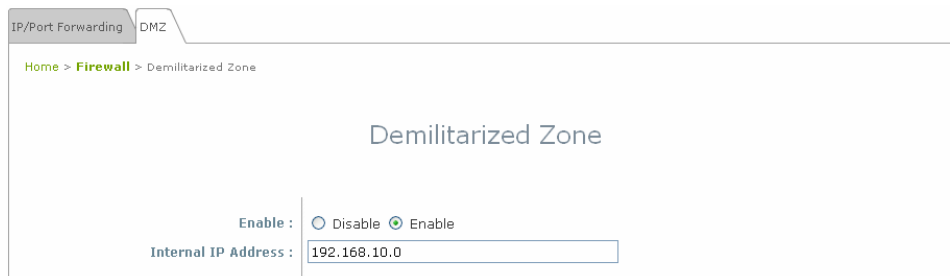 IP/Port Forwarding DMZ
Home > Firewall > Demilitarized Zone
Demilitarized Zone
Enable : Disable Enable
Internal IP Address : 192.168.10.0